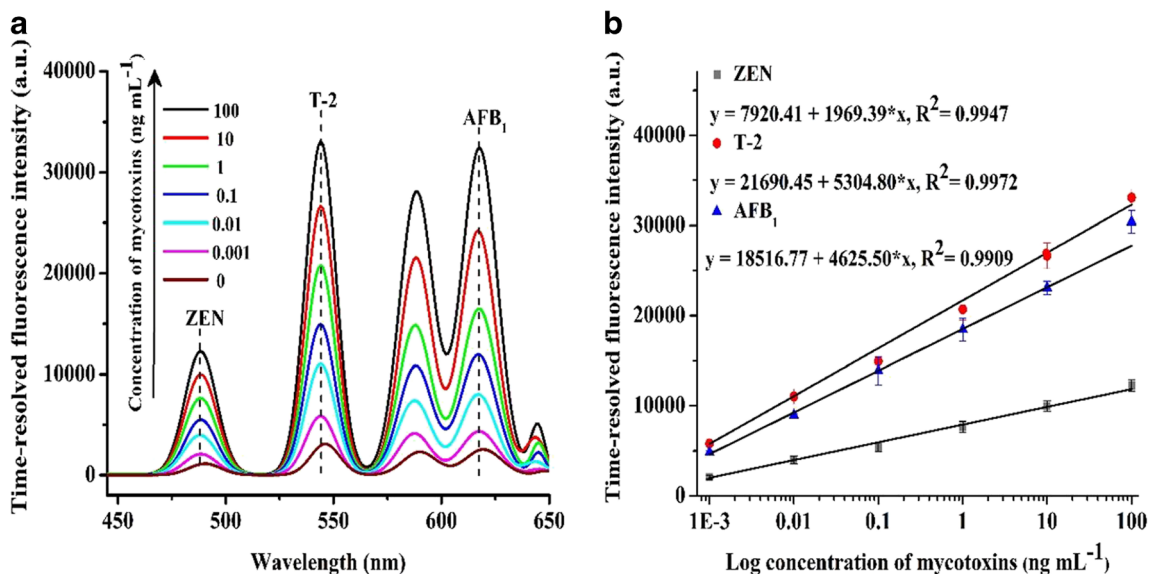 a
Time-resolved fluorescence intensity (a.u.)
40000
30000
20000
10000
0
Concentration of mycotoxins (ng mL-1)
100
10
1
0.1
0.01
0.001
0
ZEN
T-2
AFB1
450
500
550
600
650
Wavelength (nm)
b
Time-resolved fluorescence intensity (a.u.)
40000
30000
20000
10000
0
ZEN
y = 7920.41 + 1969.39*x, R2= 0.9947
T-2
y = 21690.45 + 5304.80*x, R2= 0.9972
AFB1
y = 18516.77 + 4625.50*x, R2= 0.9909
1E-3
0.01
0.1
1
10
100
Log concentration of mycotoxins (ng mL-1)